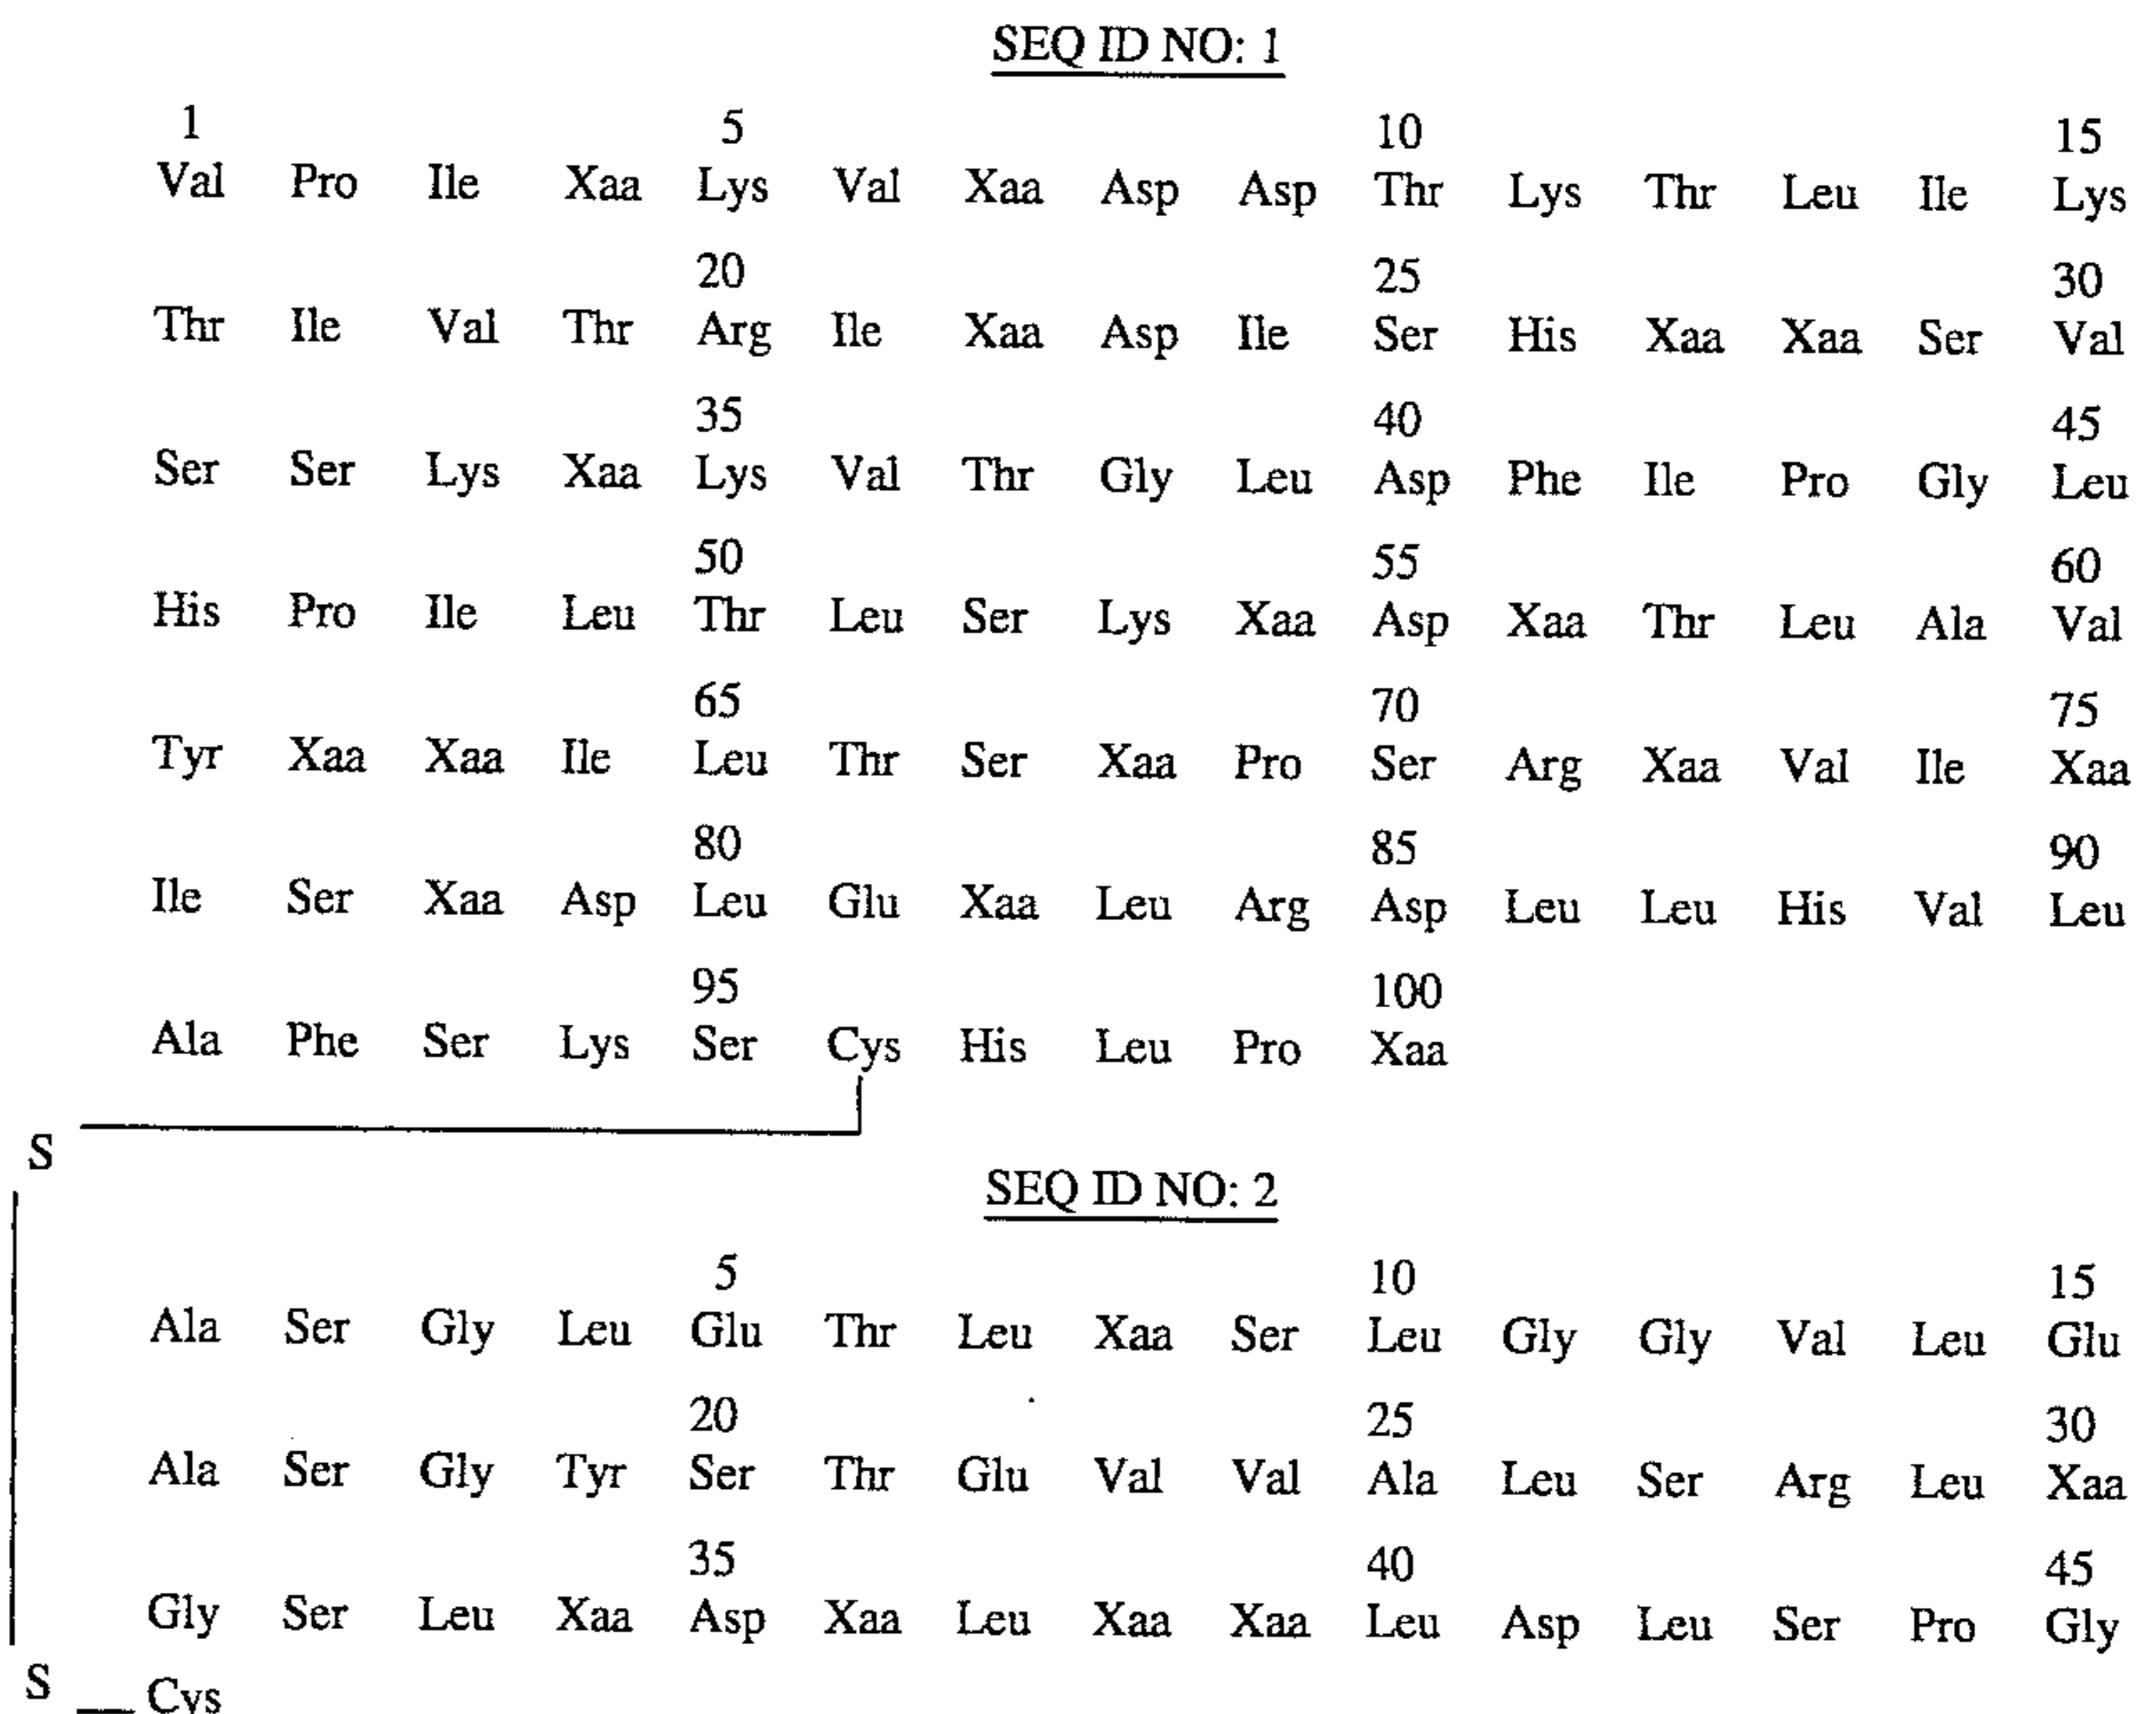 SEQ ID NO: 1
1 5 10 15
Val Pro Ile Xaa Lys Val Xaa Asp Asp Thr Lys Thr Leu Ile Lys
20 25 30
Thr Ile Val Thr Arg Ile Xaa Asp Ile Ser His Xaa Xaa Ser Val
35 40 45
Ser Ser Lys Xaa Lys Val Thr Gly Leu Asp Phe Ile Pro Gly Leu
50 55 60
His Pro Ile Leu Thr Leu Ser Lys Xaa Asp Xaa Thr Leu Ala Val
65 70 75
Tyr Xaa Xaa Ile Leu Thr Ser Xaa Pro Ser Arg Xaa Val Ile Xaa
80 85 90
Ile Ser Xaa Asp Leu Glu Xaa Leu Arg Asp Leu Leu His Val Leu
95 100
Ala Phe Ser Lys Ser Cys His Leu Pro Xaa
S
SEQ ID NO: 2
5 10 15
Ala Ser Gly Leu Glu Thr Leu Xaa Ser Leu Gly Gly Val Leu Glu
20 25 30
Ala Ser Gly Tyr Ser Thr Glu Val Val Ala Leu Ser Arg Leu Xaa
35 40 45
Gly Ser Leu Xaa Asp Xaa Leu Xaa Xaa Leu Asp Leu Ser Pro Gly
S Cys